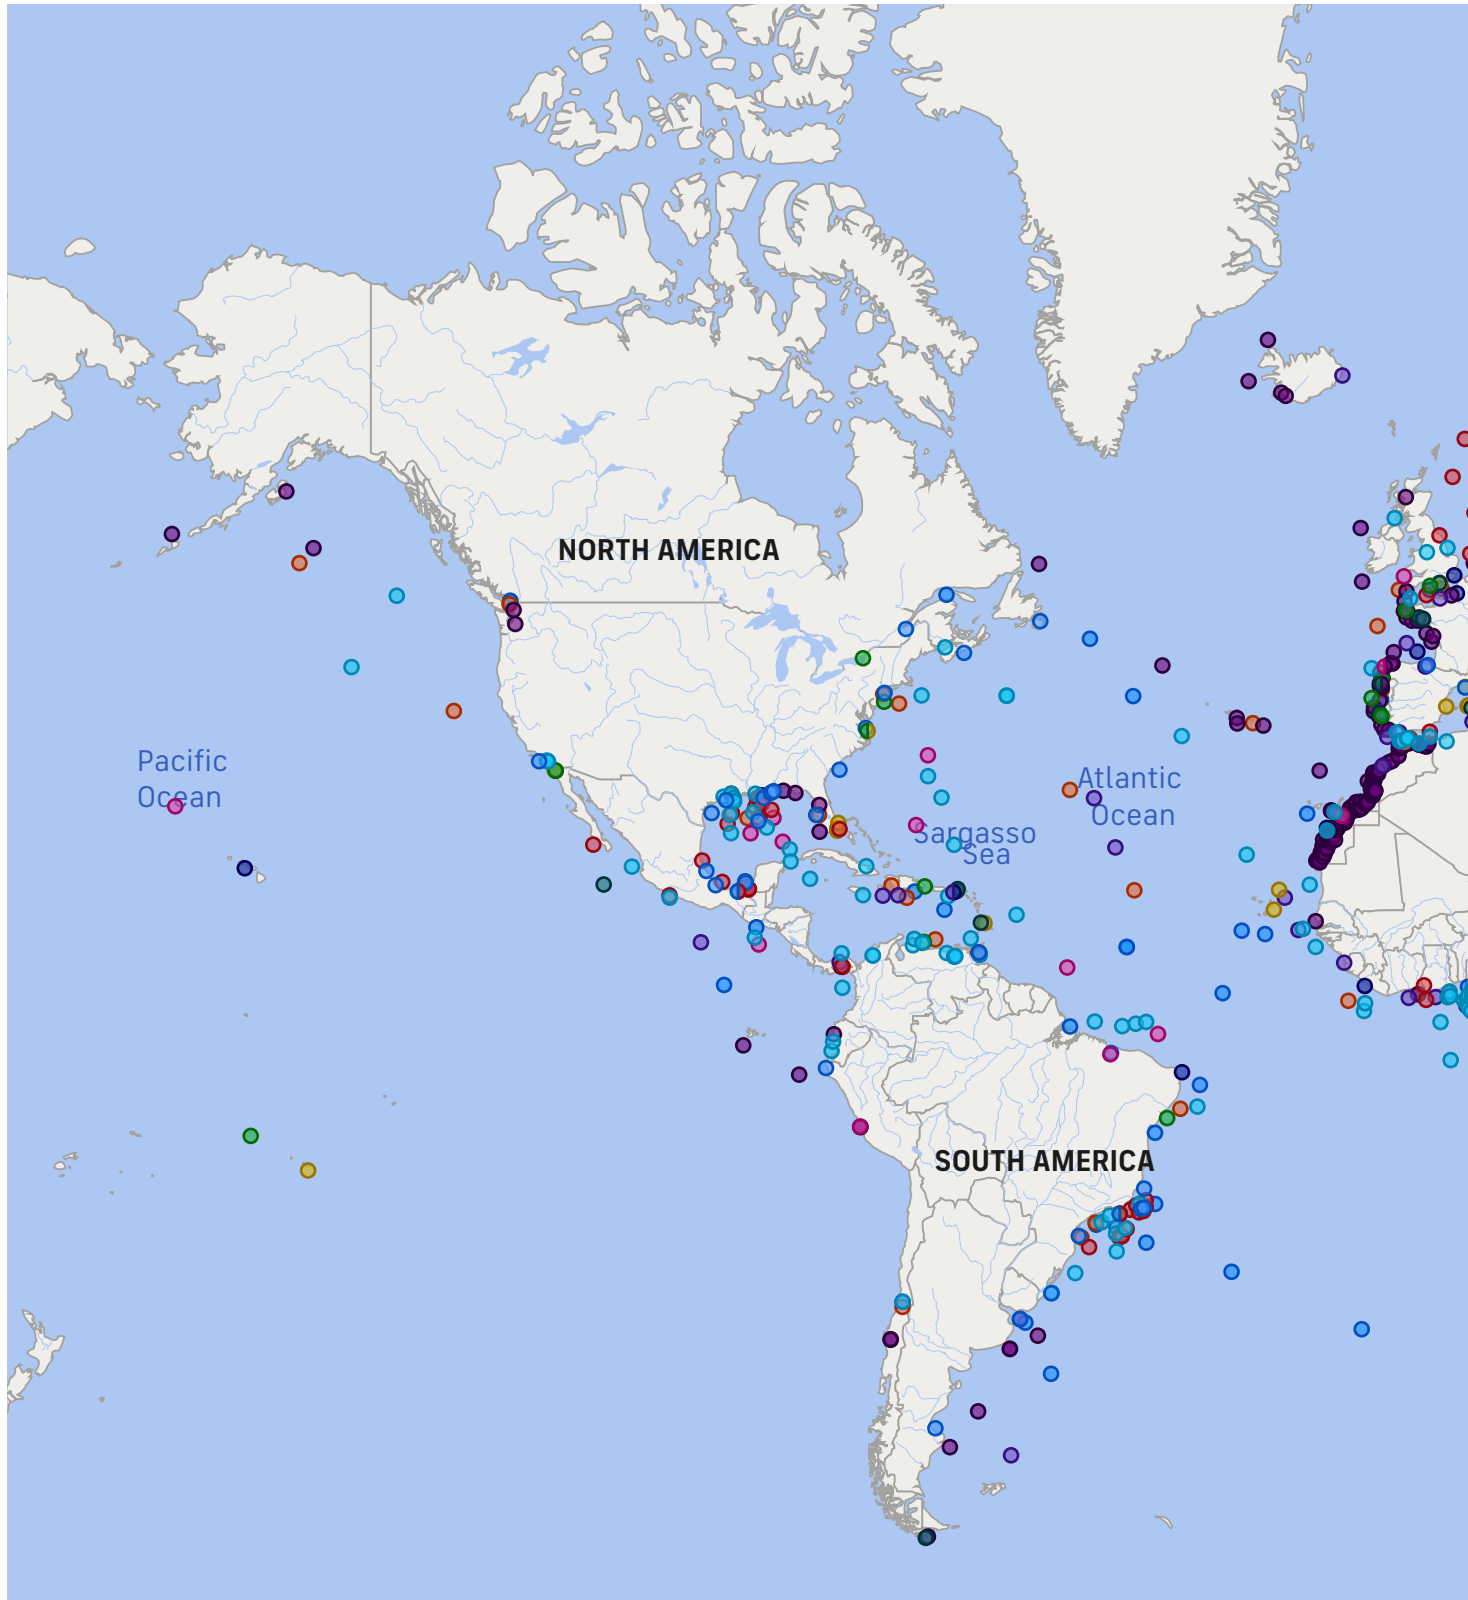 NORTH AMERICA
Pacific
Ocean
Atlantic
Ocean
Sargasso
Sea
SOUTH AMERICA